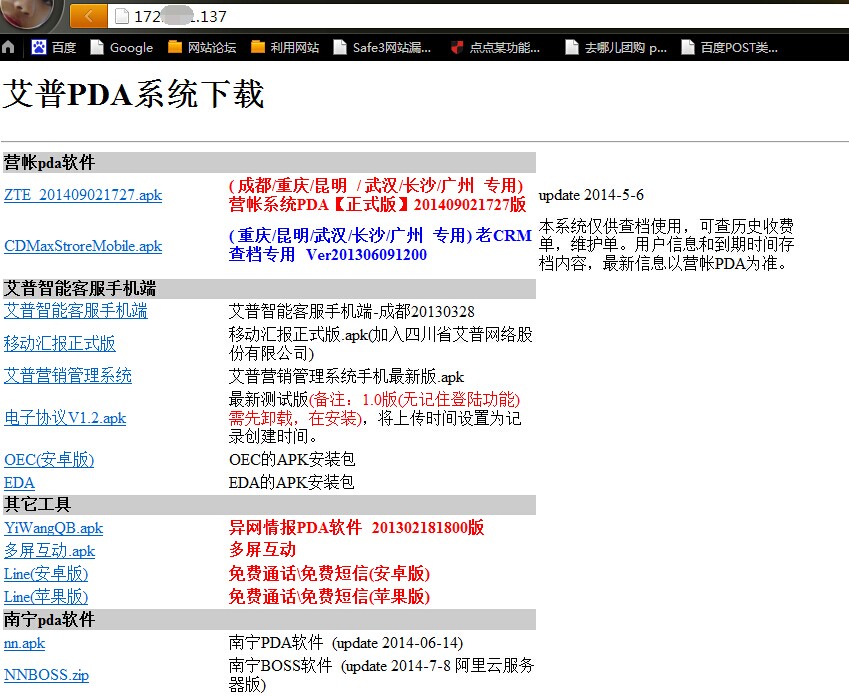 172 .137
百度 Google 网站论坛 利用网站 Safe3网站漏... 点点某功能... 去哪儿团购 p... 百度POST类...
艾普PDA系统下载
营帐pda软件
ZTE_201409021727.apk
( 成都/重庆/昆明 / 武汉/长沙/广州 专用)
营帐系统PDA【正式版】201409021727版
update 2014-5-6
CDMaxStroreMobile.apk
( 重庆/昆明/武汉/长沙/广州 专用) 老CRM
查档专用 Ver201306091200
本系统仅供查档使用，可查历史收费
单，维护单。用户信息和到期时间存
档内容，最新信息以营帐PDA为准。
艾普智能客服手机端
艾普智能客服手机端
艾普智能客服手机端-成都20130328
移动汇报正式版
移动汇报正式版.apk(加入四川省艾普网络股
份有限公司)
艾普营销管理系统
艾普营销管理系统手机最新版.apk
电子协议V1.2.apk
最新测试版(备注：1.0版(无记住登陆功能)
需先卸载，在安装)，将上传时间设置为记
录创建时间。
OEC(安卓版)
OEC的APK安装包
EDA
EDA的APK安装包
其它工具
YiWangQB.apk
异网情报PDA软件 201302181800版
多屏互动.apk
多屏互动
Line(安卓版)
免费通话\免费短信(安卓版)
Line(苹果版)
免费通话\免费短信(苹果版)
南宁pda软件
nn.apk
南宁PDA软件 (update 2014-06-14)
NNBOSS.zip
南宁BOSS软件 (update 2014-7-8 阿里云服务
器版)